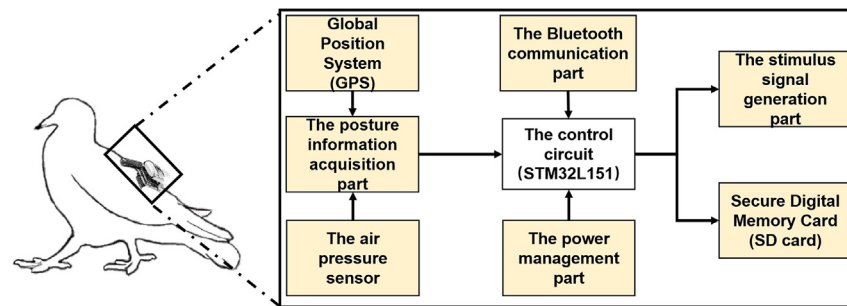 Global
Position
System
(GPS)
The Bluetooth
communication
part
The stimulus
signal
generation
part
The posture
information
acquisition
part
The control
circuit
(STM32L151)
Secure Digital
Memory Card
(SD card)
The air
pressure
sensor
The power
management
part